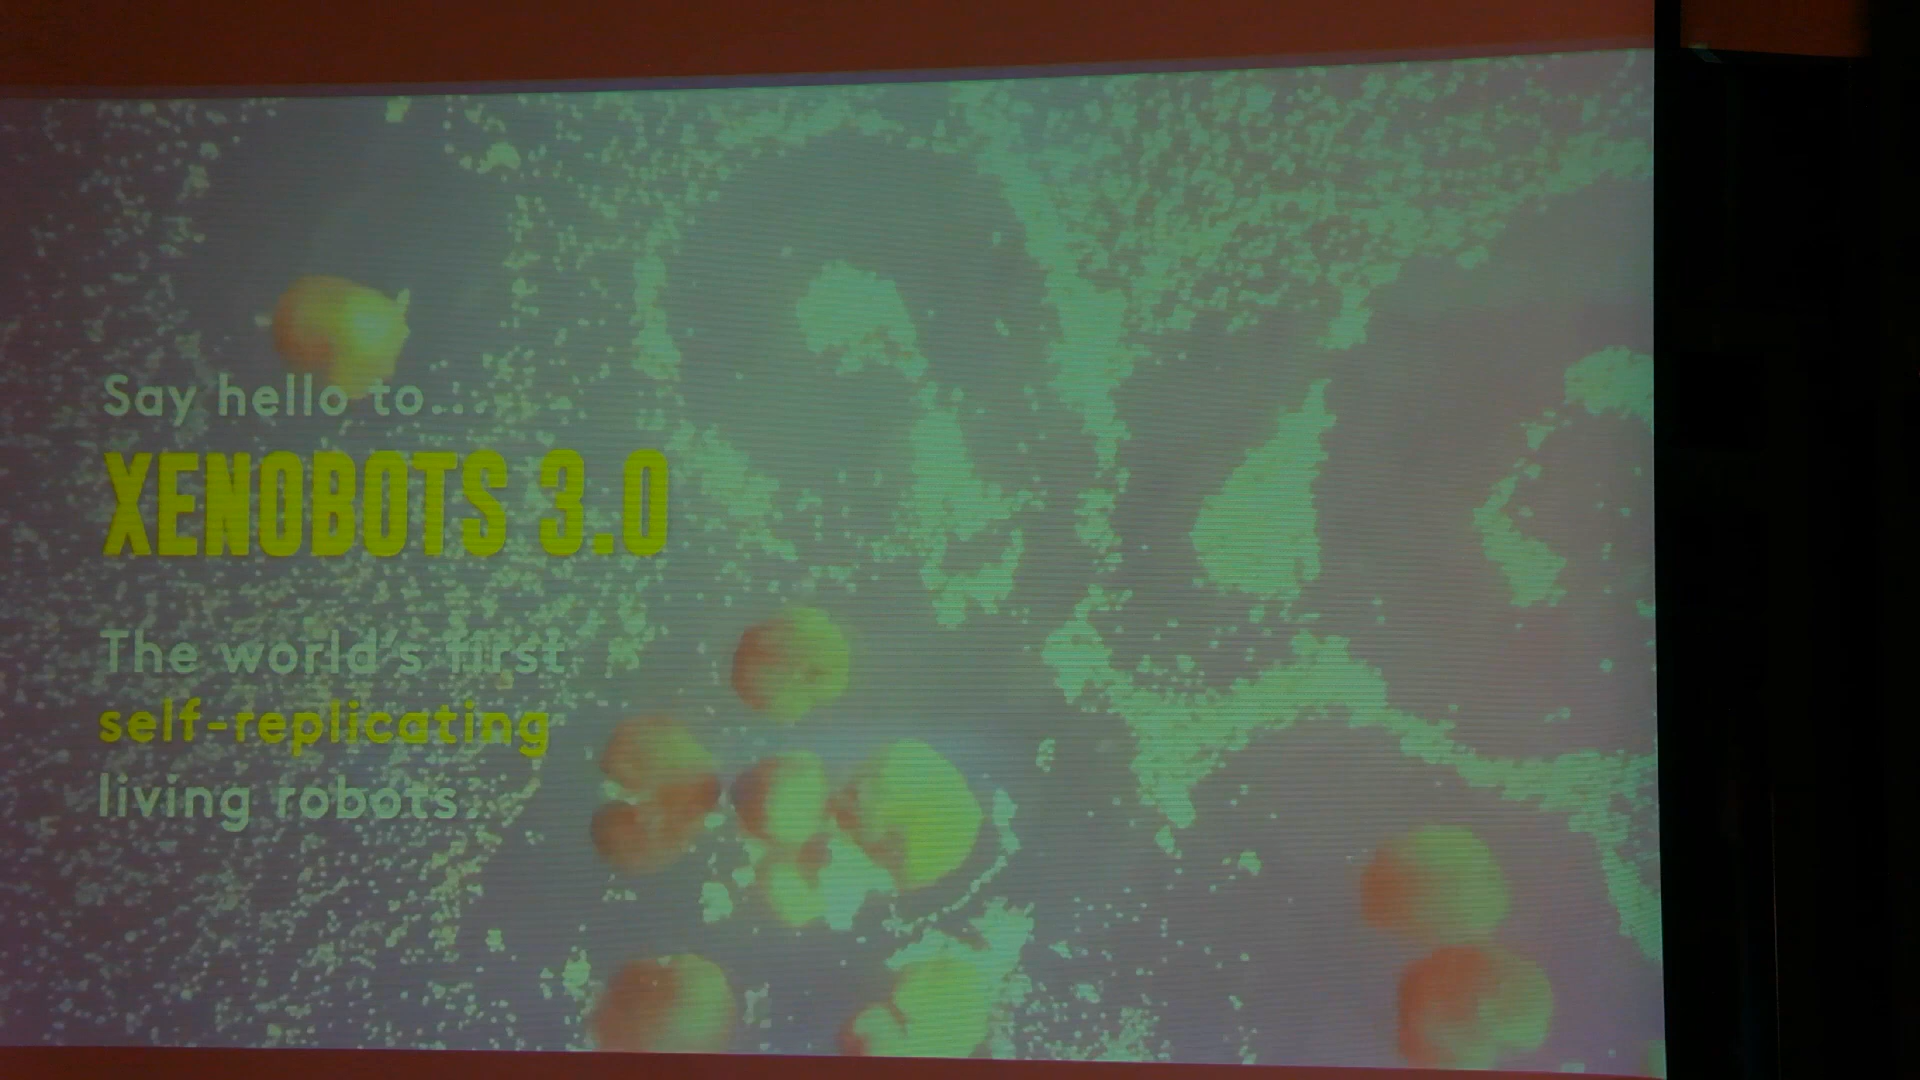 Say hello to...
XENOBOTS 3.0
The world's first
self-replicating
living robots.